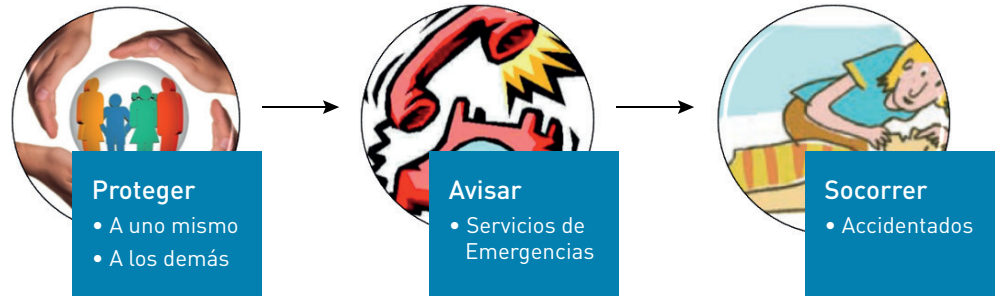 Proteger
• A uno mismo
• A los demás
Avisar
• Servicios de
Emergencias
Socorrer
• Accidentados